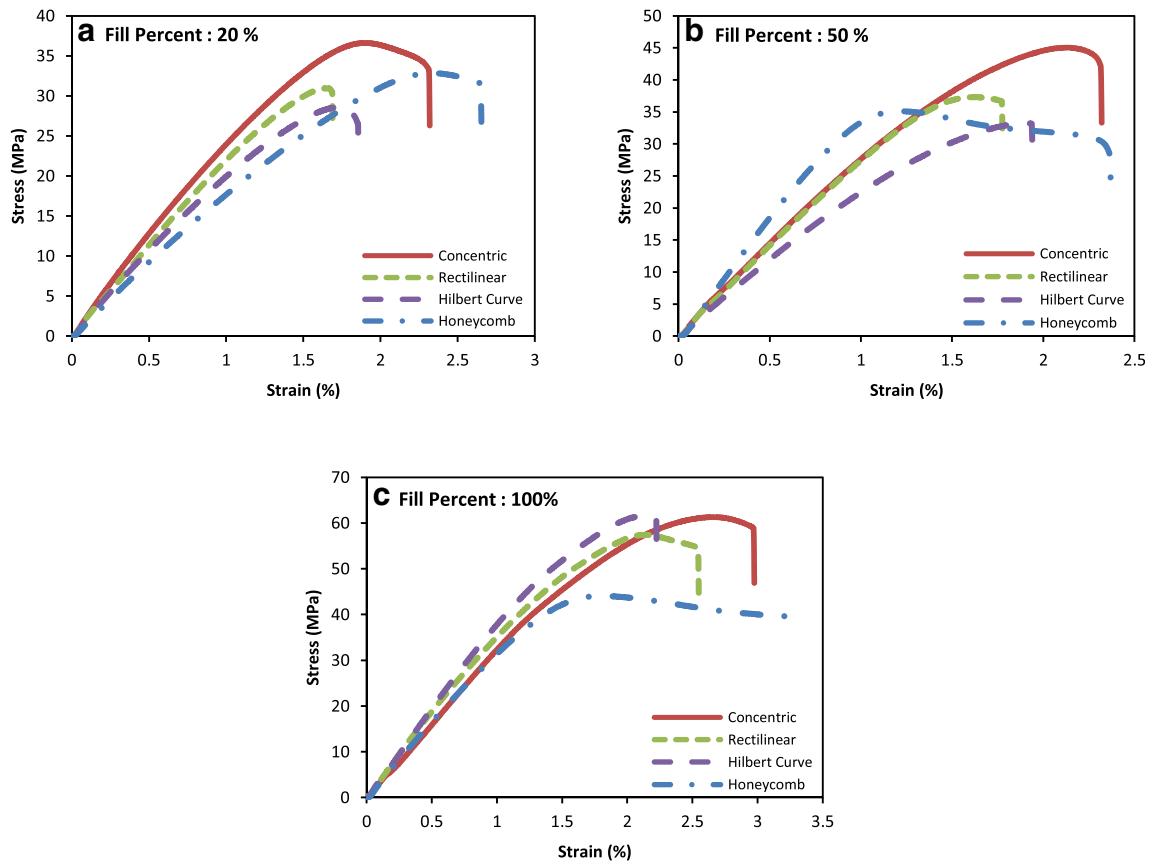 a Fill Percent : 20 %
40
35
30
25
20
15
10
5
0
Stress (MPa)
Concentric
Rectilinear
Hilbert Curve
Honeycomb
0 0.5 1 1.5 2 2.5 3
Strain (%)
b Fill Percent : 50 %
50
45
40
35
30
25
20
15
10
5
0
Stress (MPa)
Concentric
Rectilinear
Hilbert Curve
Honeycomb
0 0.5 1 1.5 2 2.5
Strain (%)
c Fill Percent : 100%
70
60
50
40
30
20
10
0
Stress (MPa)
Concentric
Rectilinear
Hilbert Curve
Honeycomb
0 0.5 1 1.5 2 2.5 3 3.5
Strain (%)